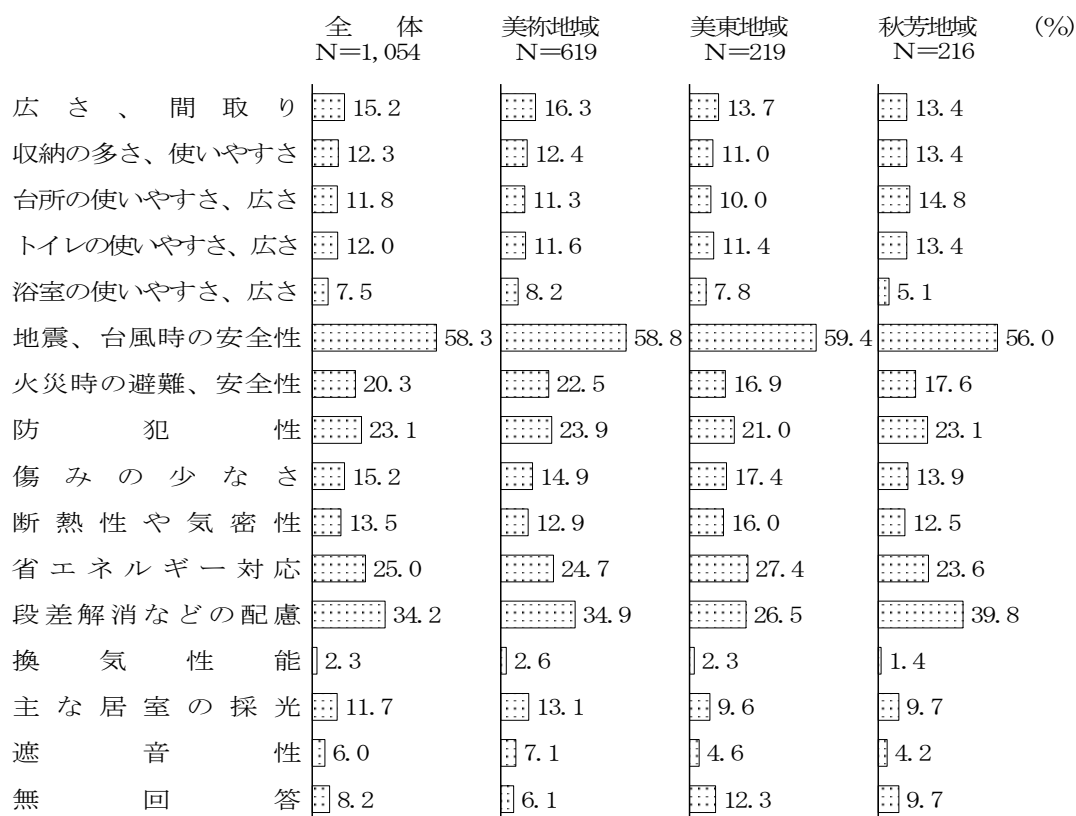 全　体 美祢地域 美東地域 秋芳地域 (%)
N＝1,054 N＝619 N＝219 N＝216
広さ、間取り 15.2 16.3 13.7 13.4
収納の多さ、使いやすさ 12.3 12.4 11.0 13.4
台所の使いやすさ、広さ 11.8 11.3 10.0 14.8
トイレの使いやすさ、広さ 12.0 11.6 11.4 13.4
浴室の使いやすさ、広さ 7.5 8.2 7.8 5.1
地震、台風時の安全性 58.3 58.8 59.4 56.0
火災時の避難、安全性 20.3 22.5 16.9 17.6
防犯性 23.1 23.9 21.0 23.1
傷みの少なさ 15.2 14.9 17.4 13.9
断熱性や気密性 13.5 12.9 16.0 12.5
省エネルギー対応 25.0 24.7 27.4 23.6
段差解消などの配慮 34.2 34.9 26.5 39.8
換気性能 2.3 2.6 2.3 1.4
主な居室の採光 11.7 13.1 9.6 9.7
遮音性 6.0 7.1 4.6 4.2
無回答 8.2 6.1 12.3 9.7